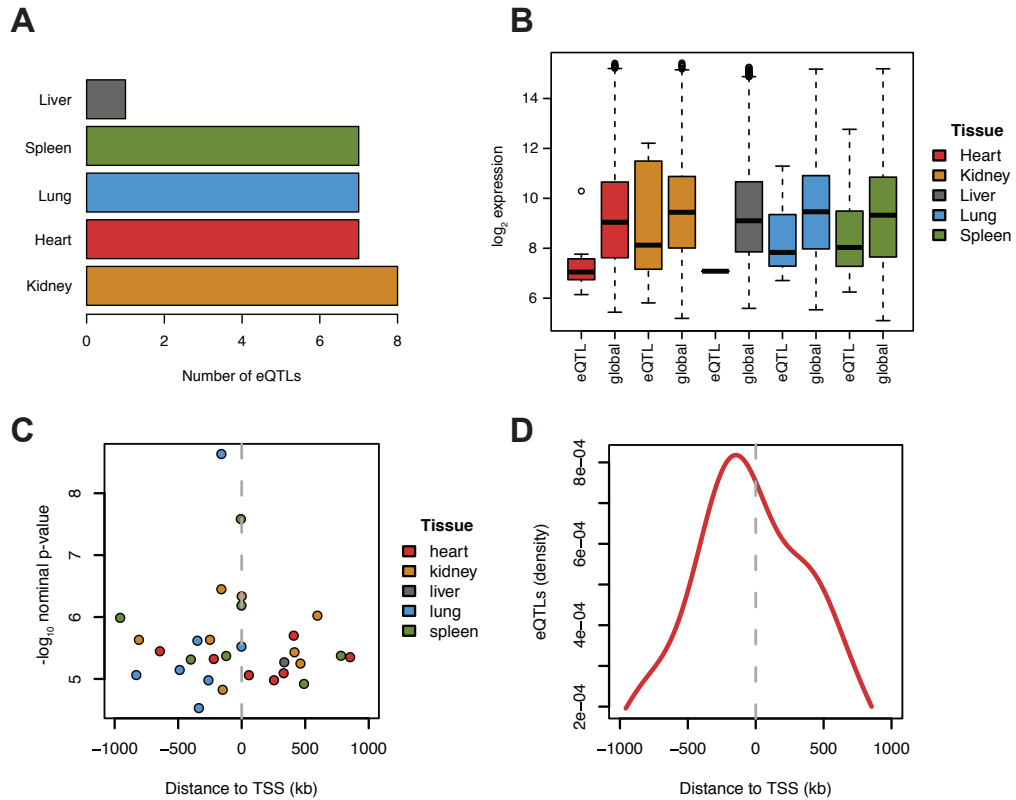 A
Liver
Spleen
Lung
Heart
Kidney
0 2 4 6 8
Number of eQTLs
B
log2 expression
14
12
10
8
6
eQTL global eQTL global eQTL global eQTL global eQTL global
Tissue
Heart
Kidney
Liver
Lung
Spleen
C
-log10 nominal p-value
8
7
6
5
−1000 −500 0 500 1000
Distance to TSS (kb)
Tissue
heart
kidney
liver
lung
spleen
D
eQTLs (density)
8e−04
6e−04
4e−04
2e−04
−1000 −500 0 500 1000
Distance to TSS (kb)